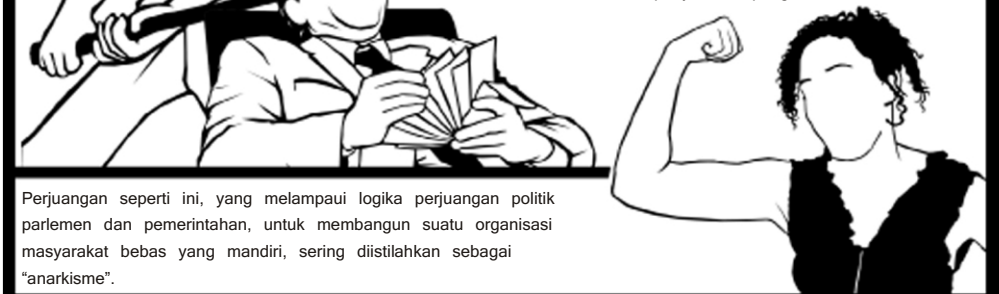 Perjuangan seperti ini, yang melampaui logika perjuangan politik
parlemen dan pemerintahan, untuk membangun suatu organisasi
masyarakat bebas yang mandiri, sering diistilahkan sebagai
“anarkisme”.